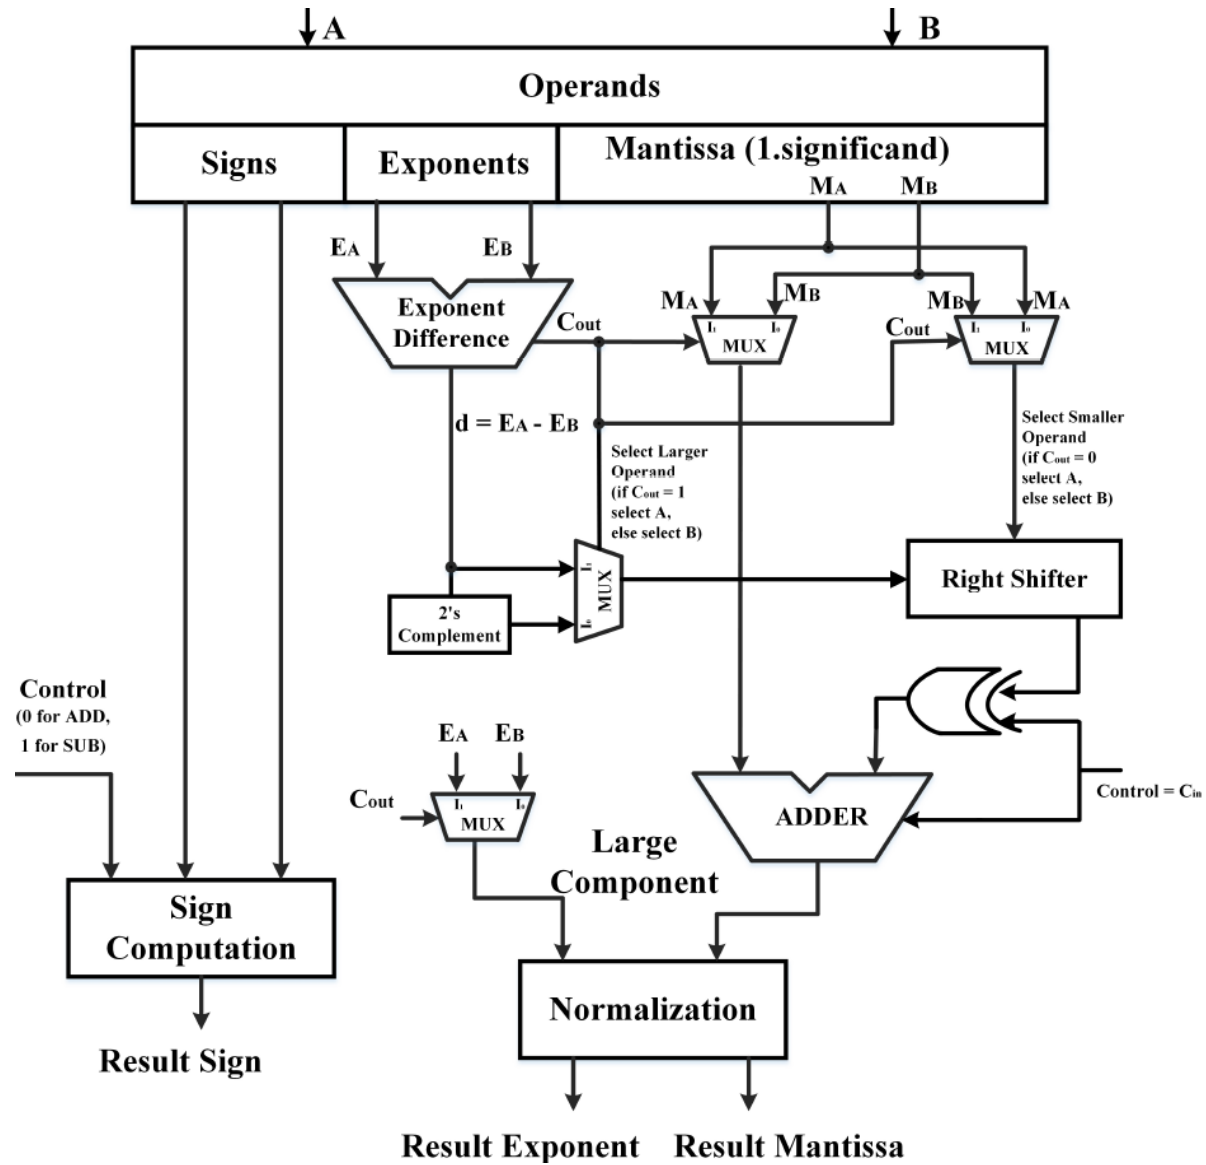 A
B
Operands
Signs
Exponents
Mantissa (1.significand)
MA
MB
EA
EB
Exponent
Difference
Cout
MA
MB
I1
I0
MUX
Cout
MB
MA
I1
I0
MUX
d = EA - EB
Select Larger
Operand
(if Cout = 1
select A,
else select B)
Select Smaller
Operand
(if Cout = 0
select A,
else select B)
I1
I0
MUX
2's
Complement
Right Shifter
Control
(0 for ADD,
1 for SUB)
EA
EB
Cout
I1
I0
MUX
ADDER
Control = Cin
Large
Component
Sign
Computation
Normalization
Result Sign
Result Exponent
Result Mantissa